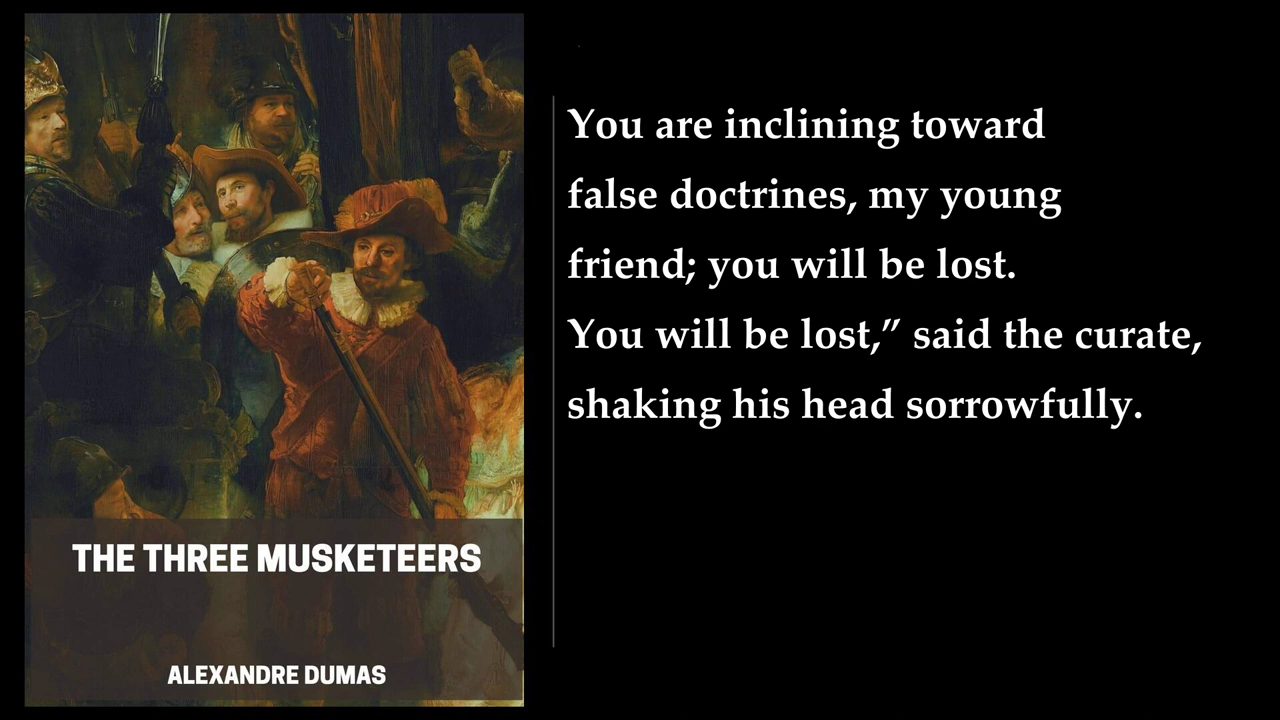 You are inclining toward
false doctrines, my young
friend; you will be lost.
You will be lost,” said the curate,
shaking his head sorrowfully.
THE THREE MUSKETEERS
ALEXANDRE DUMAS